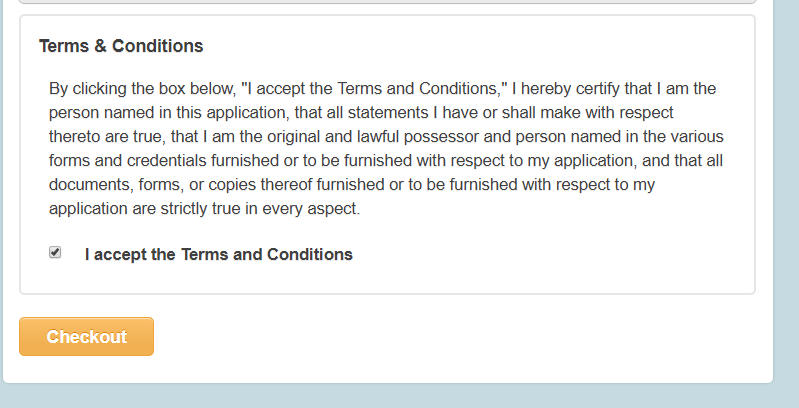 Terms & Conditions
By clicking the box below, "I accept the Terms and Conditions," I hereby certify that I am the
person named in this application, that all statements I have or shall make with respect
thereto are true, that I am the original and lawful possessor and person named in the various
forms and credentials furnished or to be furnished with respect to my application, and that all
documents, forms, or copies thereof furnished or to be furnished with respect to my
application are strictly true in every aspect.
I accept the Terms and Conditions
Checkout